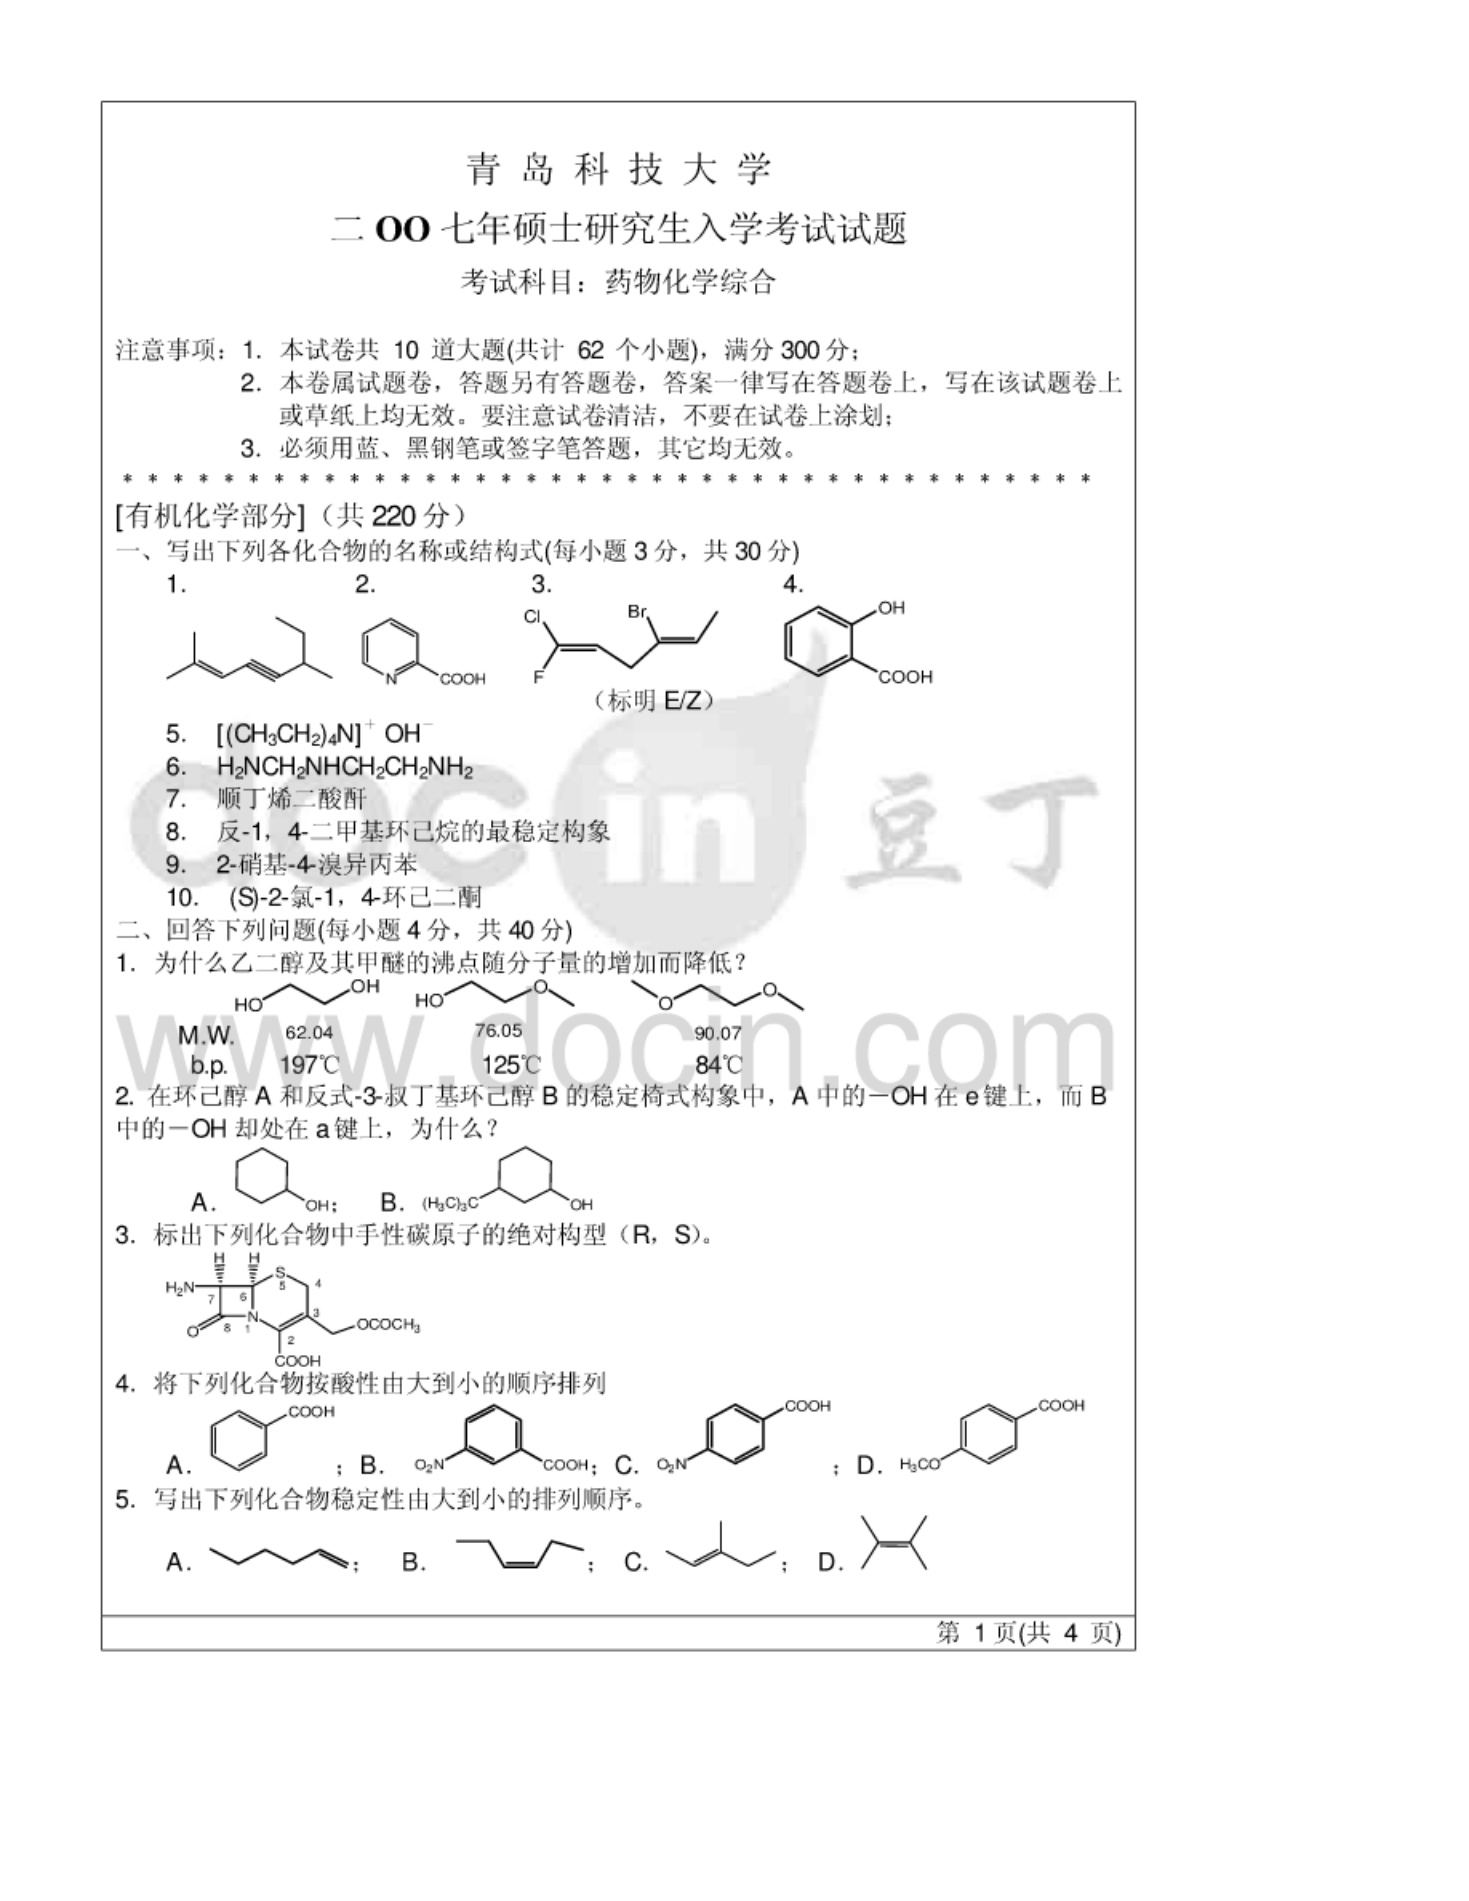 青 岛 科 技 大 学
二 OO 七年硕士研究生入学考试试题
考试科目：药物化学综合
注意事项：1. 本试卷共 10 道大题(共计 62 个小题)，满分 300 分；
2. 本卷属试题卷，答题另有答题卷，答案一律写在答题卷上，写在该试题卷上
或草纸上均无效。要注意试卷清洁，不要在试卷上涂划；
3. 必须用蓝、黑钢笔或签字笔答题，其它均无效。
* * * * * * * * * * * * * * * * * * * * * * * * * * * * * * * * * * * * * * *
[有机化学部分]（共 220 分）
一、写出下列各化合物的名称或结构式(每小题 3 分，共 30 分)
1. 2. 3. 4.
Cl Br OH
F N COOH COOH
（标明 E/Z）
5. [(CH3CH2)4N]+ OH−
6. H2NCH2NHCH2CH2NH2
7. 顺丁烯二酸酐
8. 反-1，4-二甲基环己烷的最稳定构象
9. 2-硝基-4-溴异丙苯
10. (S)-2-氯-1，4-环己二酮
二、回答下列问题(每小题 4 分，共 40 分)
1. 为什么乙二醇及其甲醚的沸点随分子量的增加而降低？
HO OH HO O O O
M.W. 62.04 76.05 90.07
b.p. 197℃ 125℃ 84℃
2. 在环己醇 A 和反式-3-叔丁基环己醇 B 的稳定椅式构象中，A 中的－OH 在 e 键上，而 B
中的－OH 却处在 a 键上，为什么？
A. OH； B. (H3C)3C OH
3. 标出下列化合物中手性碳原子的绝对构型（R，S）。
H H
H2N 7 6 S 5 4
O 8 N 1 2 3 OCOCH3
COOH
4. 将下列化合物按酸性由大到小的顺序排列
COOH COOH COOH
A. ；B. O2N COOH；C. O2N ；D. H3CO
5. 写出下列化合物稳定性由大到小的排列顺序。
A. ； B. ； C. ； D.
第 1 页(共 4 页)
docin 豆丁
www.docin.com